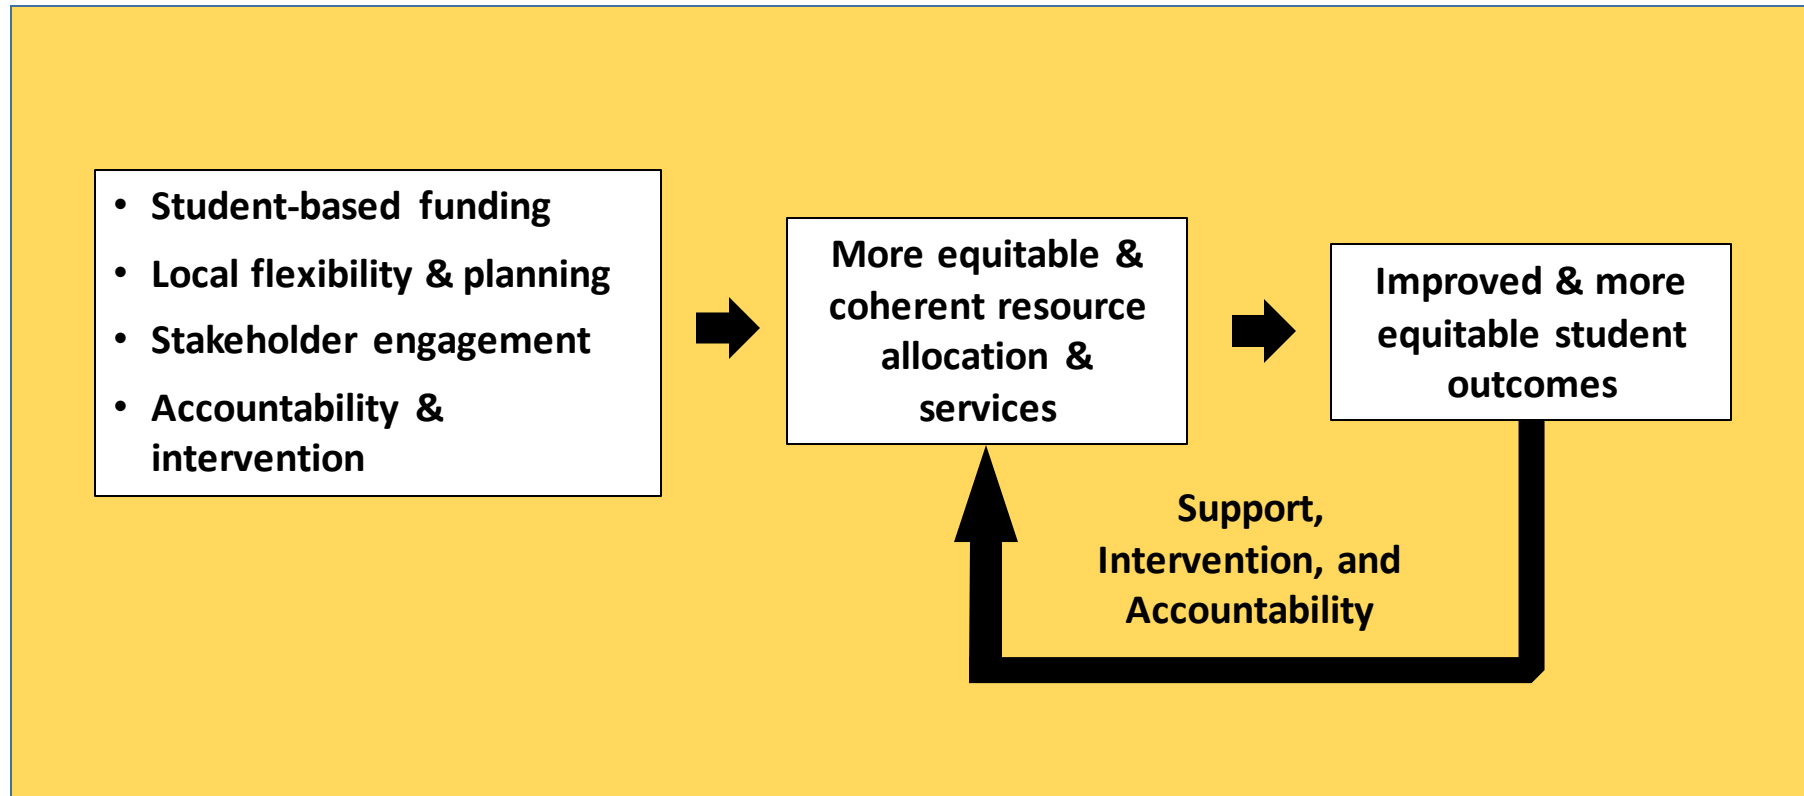 • Student-based funding
• Local flexibility & planning
• Stakeholder engagement
• Accountability &
intervention
More equitable &
coherent resource
allocation &
services
Improved & more
equitable student
outcomes
Support,
Intervention, and
Accountability